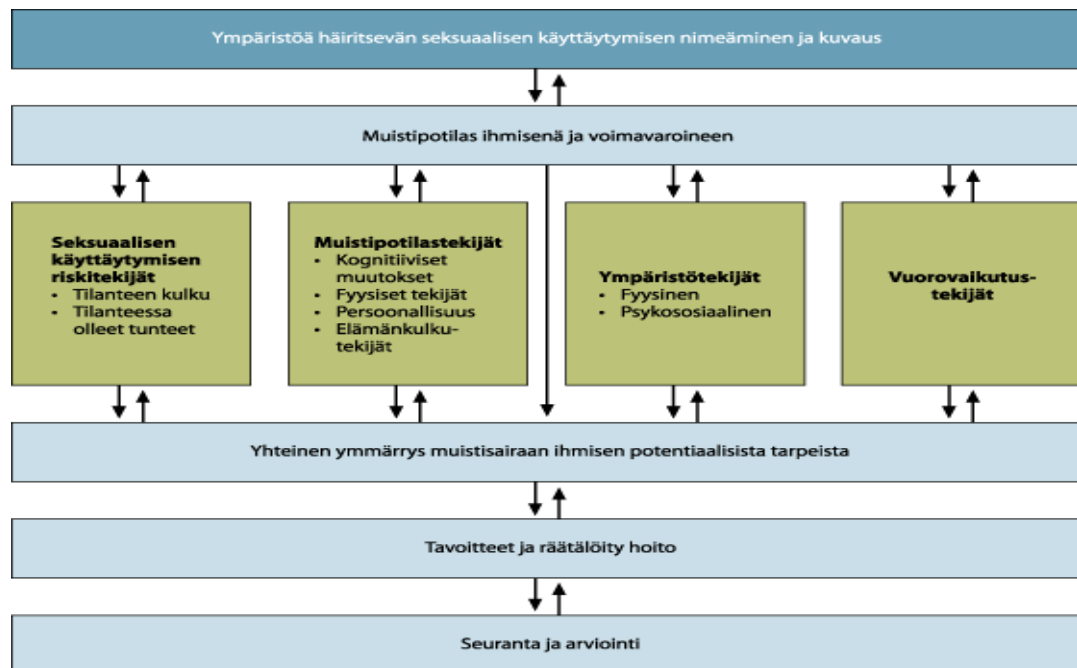 Ympäristöä häiritsevän seksuaalisen käyttäytymisen nimeäminen ja kuvaus
Muistipotilas ihmisenä ja voimavaroineen
Seksuaalisen
käyttäytymisen
riskitekijät
• Tilanteen kulku
• Tilanteessa
olleet tunteet
Muistipotilastekijät
• Kognitiiviset
muutokset
• Fyysiset tekijät
• Persoonallisuus
• Elämänkulku-
tekijät
Ympäristötekijät
• Fyysinen
• Psykososiaalinen
Vuorovaikutus-
tekijät
Yhteinen ymmärrys muistisairaan ihmisen potentiaalisista tarpeista
Tavoitteet ja räätälöity hoito
Seuranta ja arviointi